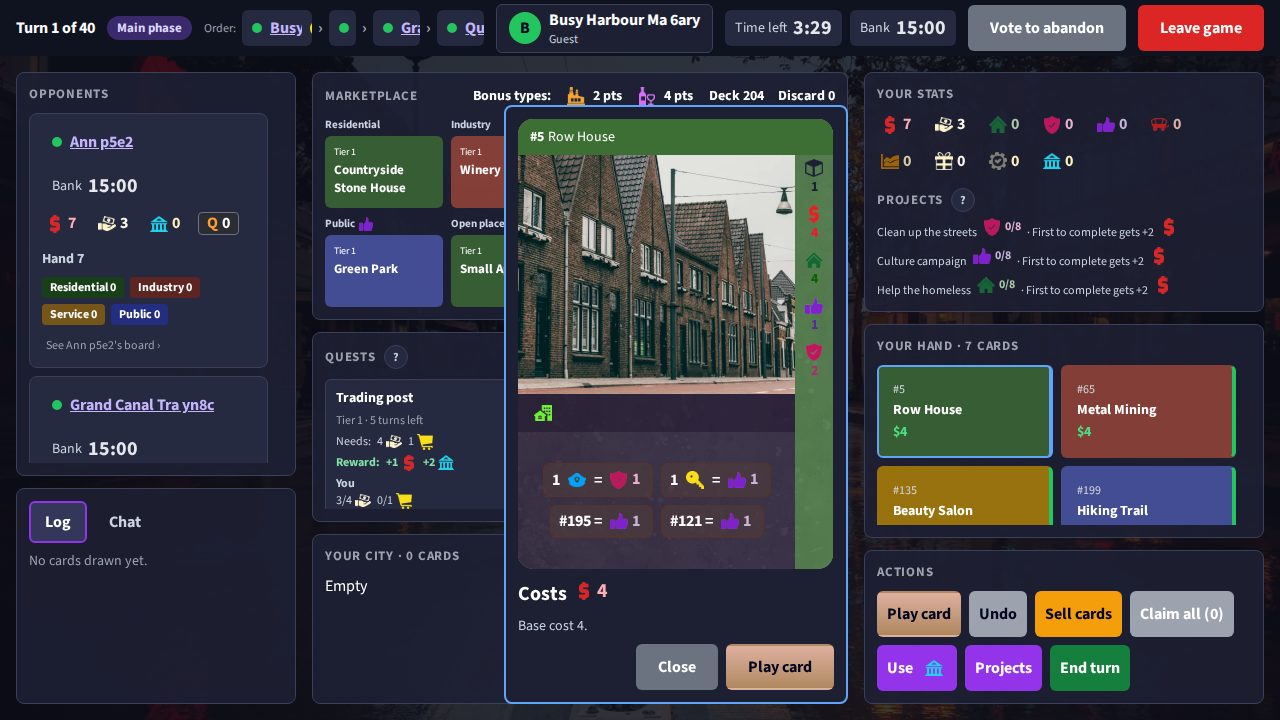 Turn 1 of 40
Main phase
Order:
Busy
›
›
Gra
›
Qu
B
Busy Harbour Ma 6ary
Guest
Time left 3:29
Bank 15:00
Vote to abandon
Leave game
OPPONENTS
Ann p5e2
Bank 15:00
7
3
0
Q 0
Hand 7
Residential 0
Industry 0
Service 0
Public 0
See Ann p5e2's board ›
Grand Canal Tra yn8c
Bank 15:00
Log
Chat
No cards drawn yet.
MARKETPLACE
Bonus types:
2 pts
4 pts
Deck 204
Discard 0
Residential
Industry
Tier 1
Countryside
Stone House
Tier 1
Winery
Public
Open place
Tier 1
Green Park
Tier 1
Small A
QUESTS
?
Trading post
Tier 1 · 5 turns left
Needs: 4 1
Reward: +1 +2
You
3/4 0/1
YOUR CITY · 0 CARDS
Empty
#5 Row House
1
4
4
1
2
1 = 1
1 = 1
#195 = 1
#121 = 1
Costs $ 4
Base cost 4.
Close
Play card
YOUR STATS
7
3
0
0
0
0
0
0
0
0
PROJECTS
?
Clean up the streets 0/8 · First to complete gets +2
Culture campaign 0/8 · First to complete gets +2
Help the homeless 0/8 · First to complete gets +2
YOUR HAND · 7 CARDS
#5
Row House
$4
#65
Metal Mining
$4
#135
Beauty Salon
#199
Hiking Trail
ACTIONS
Play card
Undo
Sell cards
Claim all (0)
Use
Projects
End turn